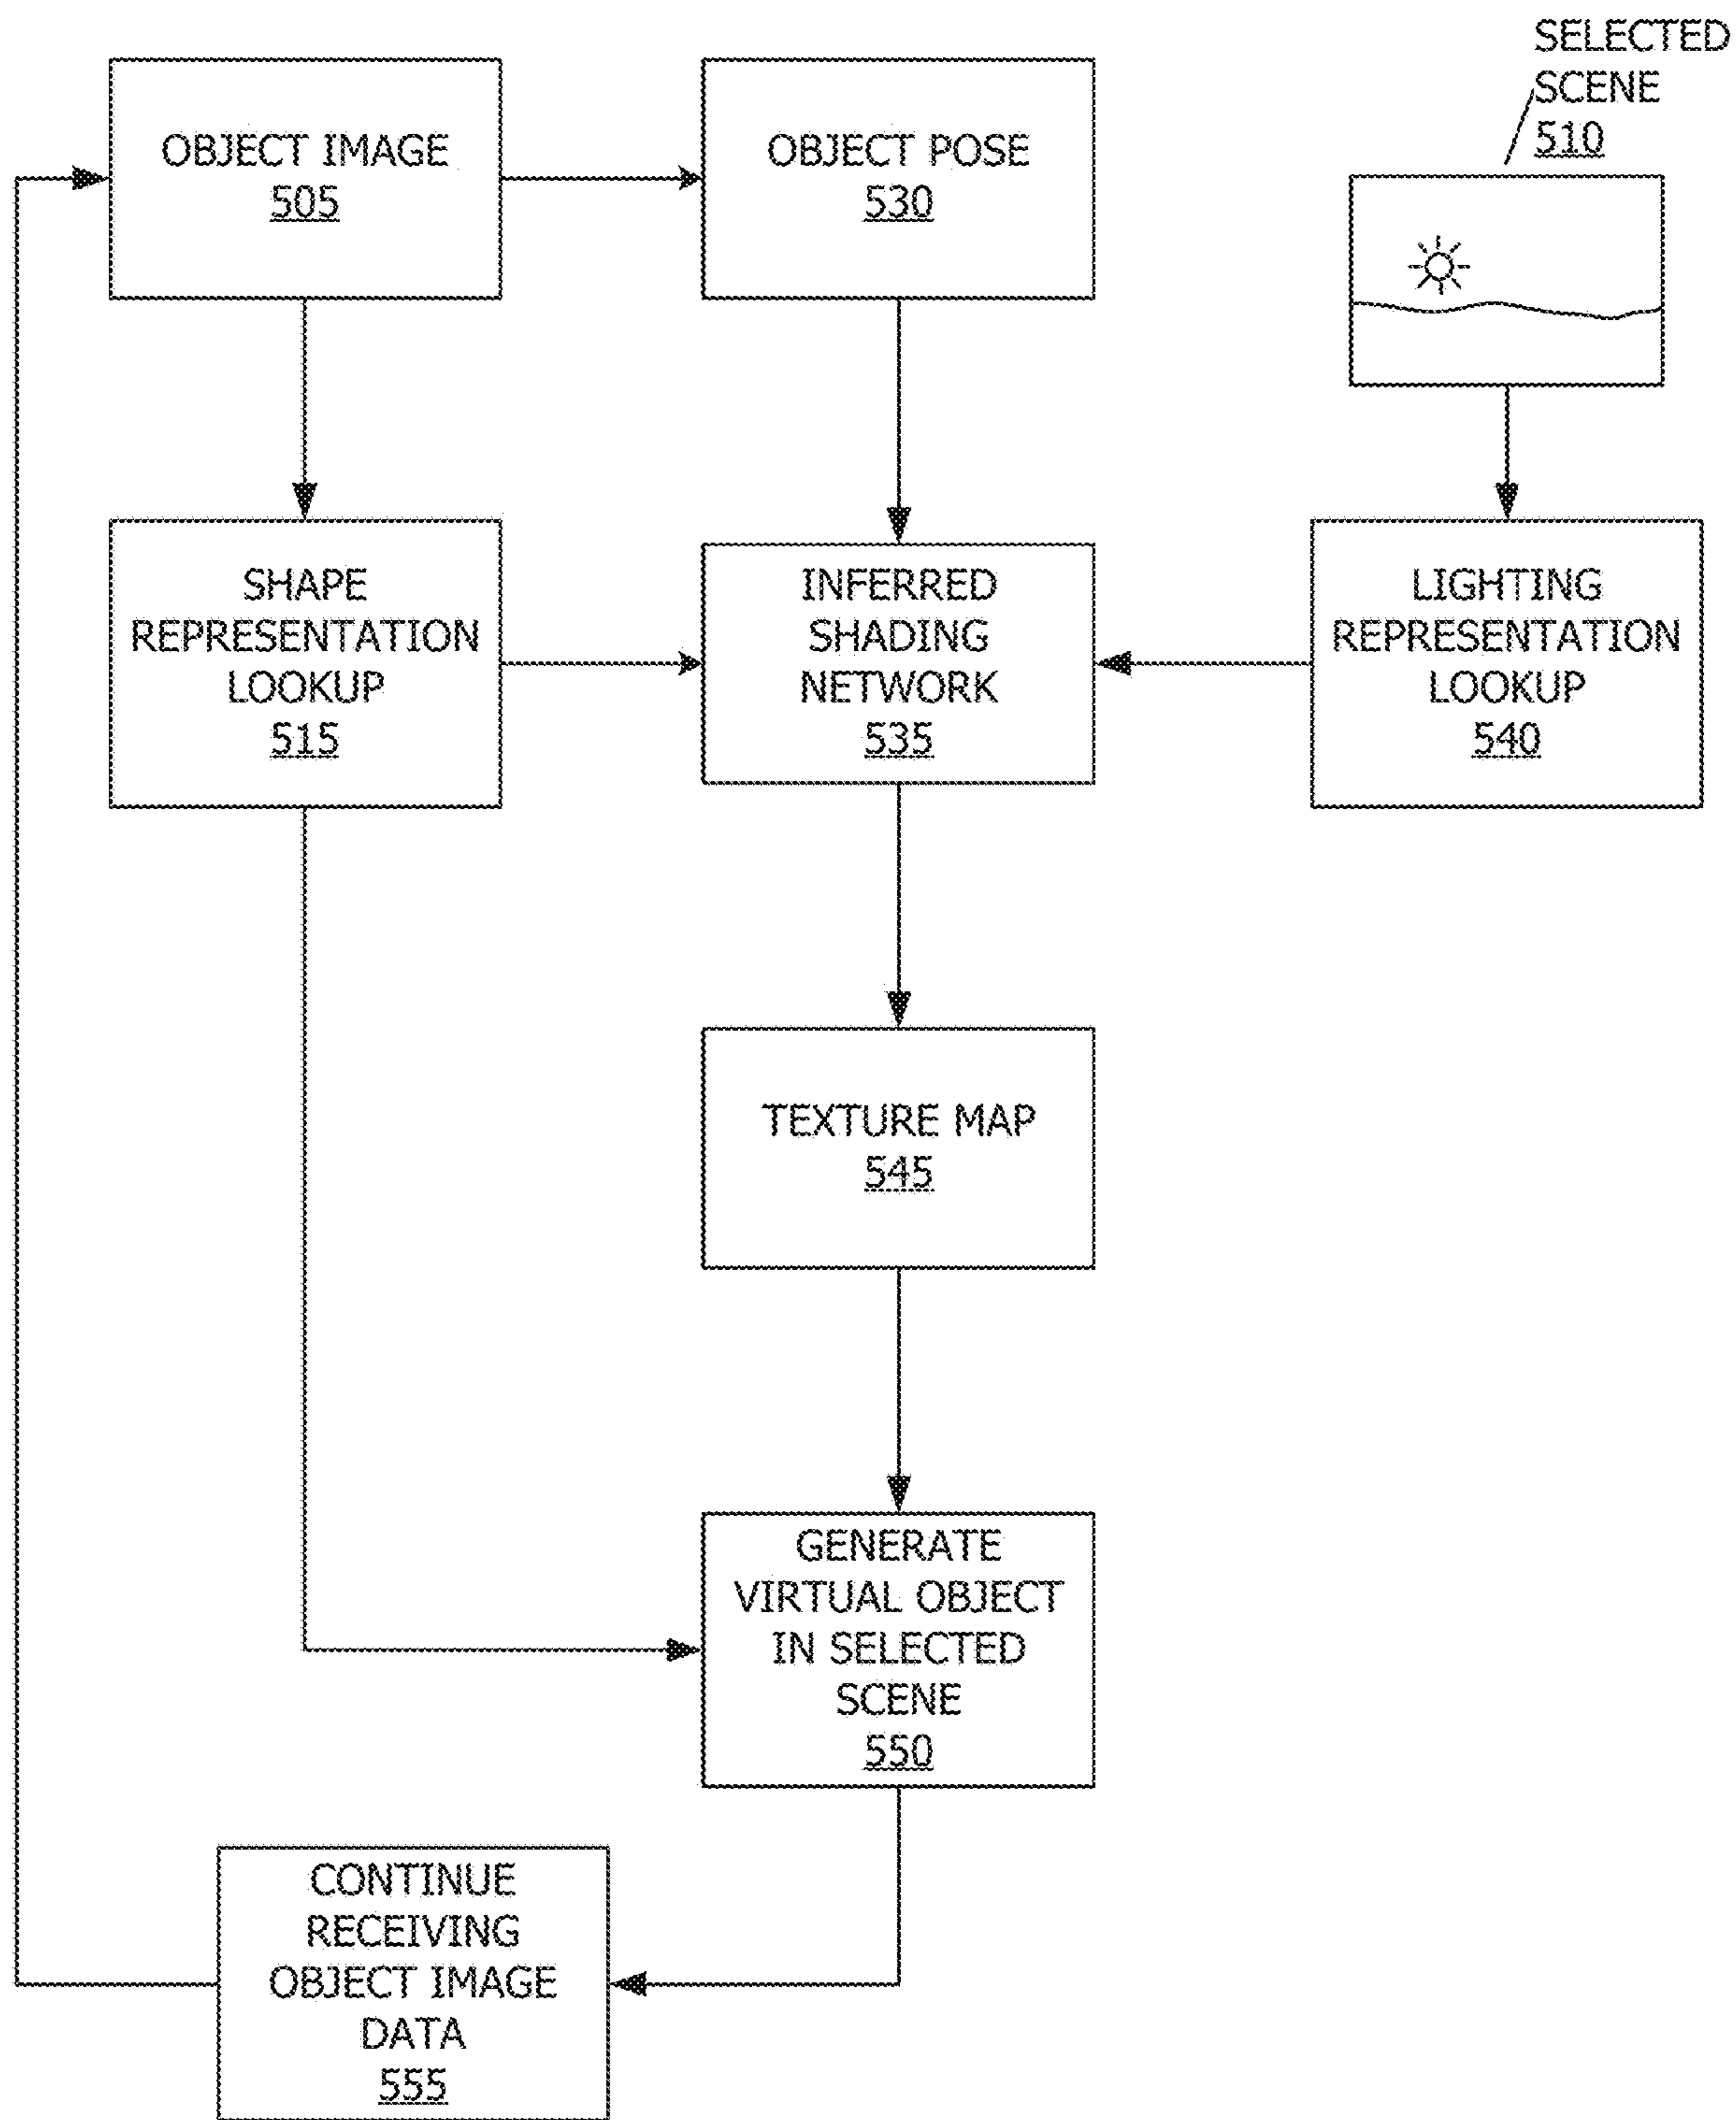 OBJECT IMAGE
505
OBJECT POSE
530
SELECTED
SCENE
510
SHAPE
REPRESENTATION
LOOKUP
515
INFERRED
SHADING
NETWORK
535
LIGHTING
REPRESENTATION
LOOKUP
540
TEXTURE MAP
545
GENERATE
VIRTUAL OBJECT
IN SELECTED
SCENE
550
CONTINUE
RECEIVING
OBJECT IMAGE
DATA
555